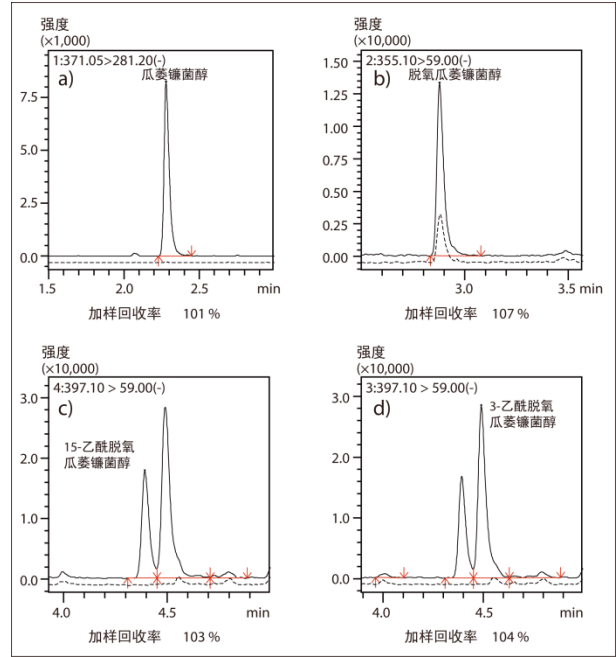 强度
(×1,000)
1:371.05>281.20(-)
a)
瓜萎镰菌醇
7.5
5.0
2.5
0.0
1.5
2.0
2.5
min
加样回收率 101 %
强度
(×10,000)
2:355.10>59.00(-)
b)
脱氧瓜萎镰菌醇
1.50
1.25
1.00
0.75
0.50
0.25
0.00
3.0
3.5
min
加样回收率 107 %
强度
(×10,000)
4:397.10 > 59.00(-)
c)
15-乙酰脱氧
瓜萎镰菌醇
3.0
2.0
1.0
0.0
4.0
4.5
min
加样回收率 103 %
强度
(×10,000)
3:397.10 > 59.00(-)
d)
3-乙酰脱氧
瓜萎镰菌醇
3.0
2.0
1.0
0.0
4.0
4.5
min
加样回收率 104 %